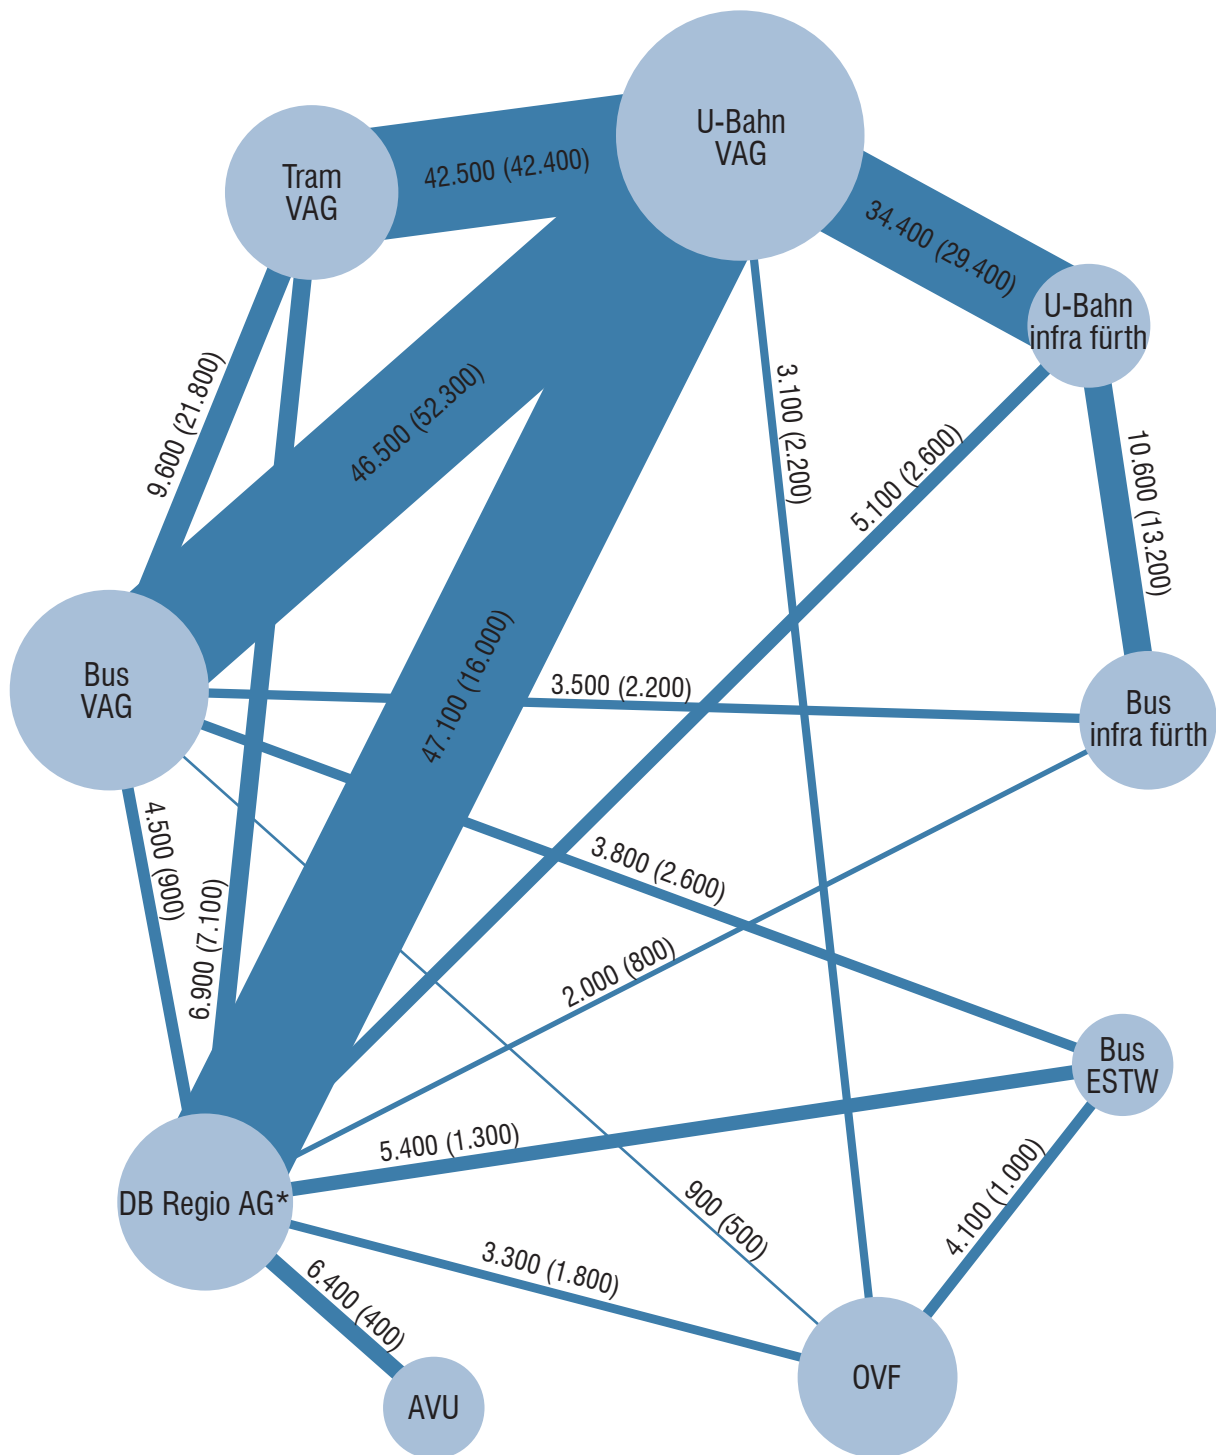 U-Bahn
VAG
Tram
VAG
42.500 (42.400)
34.400 (29.400)
U-Bahn
infra fürth
9.600 (21.800)
46.500 (52.300)
3.100 (2.200)
5.100 (2.600)
10.600 (13.200)
Bus
VAG
47.100 (16.000)
3.500 (2.200)
Bus
infra fürth
4.500 (900)
6.900 (7.100)
3.800 (2.600)
2.000 (800)
Bus
ESTW
5.400 (1.300)
4.100 (1.000)
DB Regio AG*
900 (500)
3.300 (1.800)
6.400 (400)
OVF
AVU